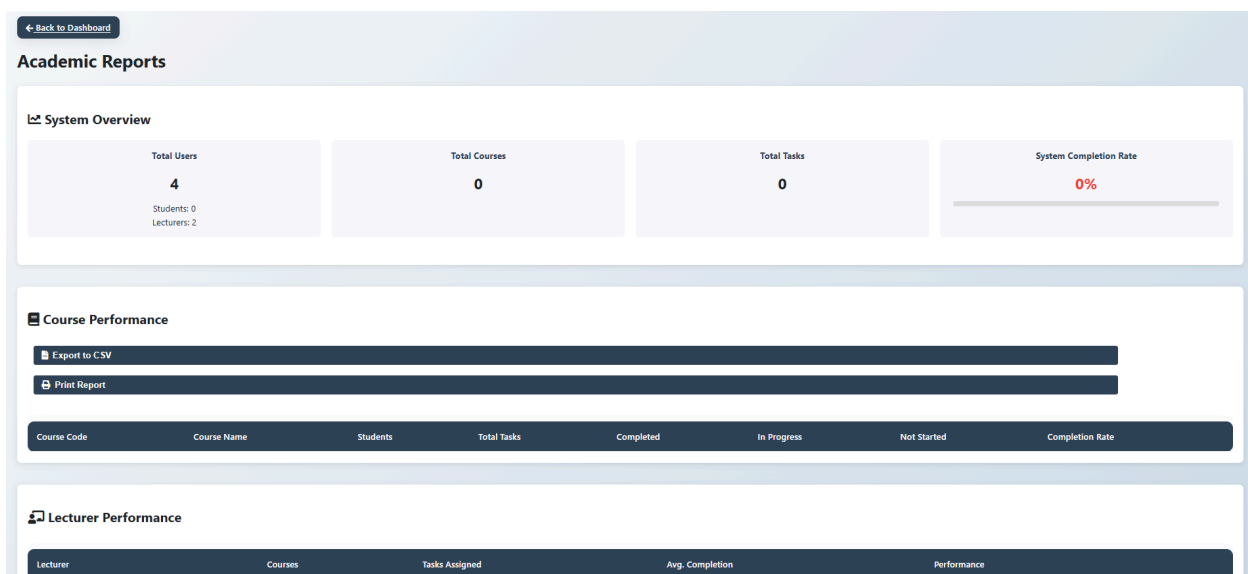 Back to Dashboard
Academic Reports
System Overview
Total Users
4
Students: 0
Lecturers: 2
Total Courses
0
Total Tasks
0
System Completion Rate
0%
Course Performance
Export to CSV
Print Report
Course Code Course Name Students Total Tasks Completed In Progress Not Started Completion Rate
Lecturer Performance
Lecturer Courses Tasks Assigned Avg. Completion Performance